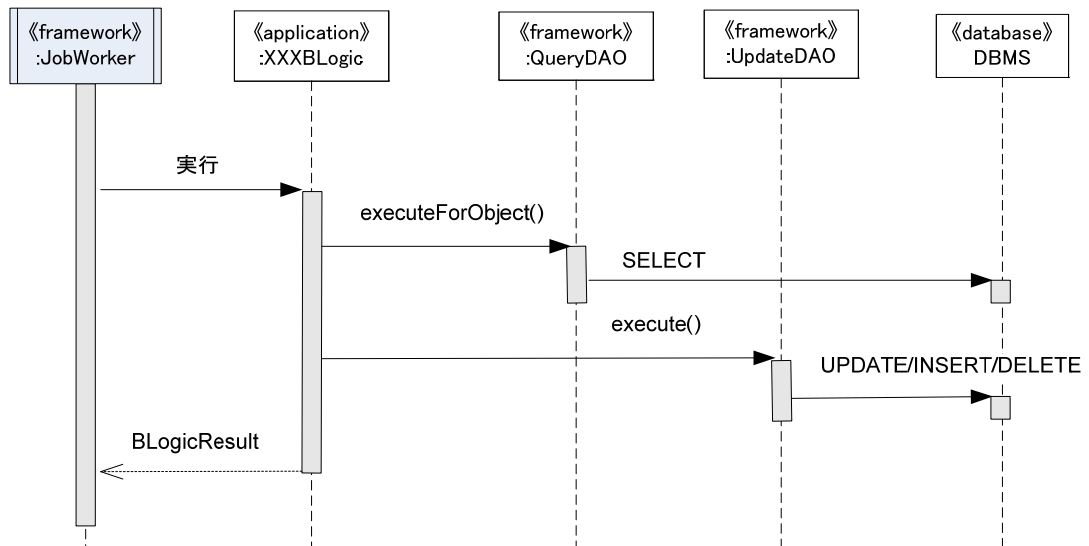 《framework》
:JobWorker
《application》
:XXXBLogic
《framework》
:QueryDAO
《framework》
:UpdateDAO
《database》
DBMS
実行
executeForObject()
SELECT
execute()
UPDATE/INSERT/DELETE
BLogicResult